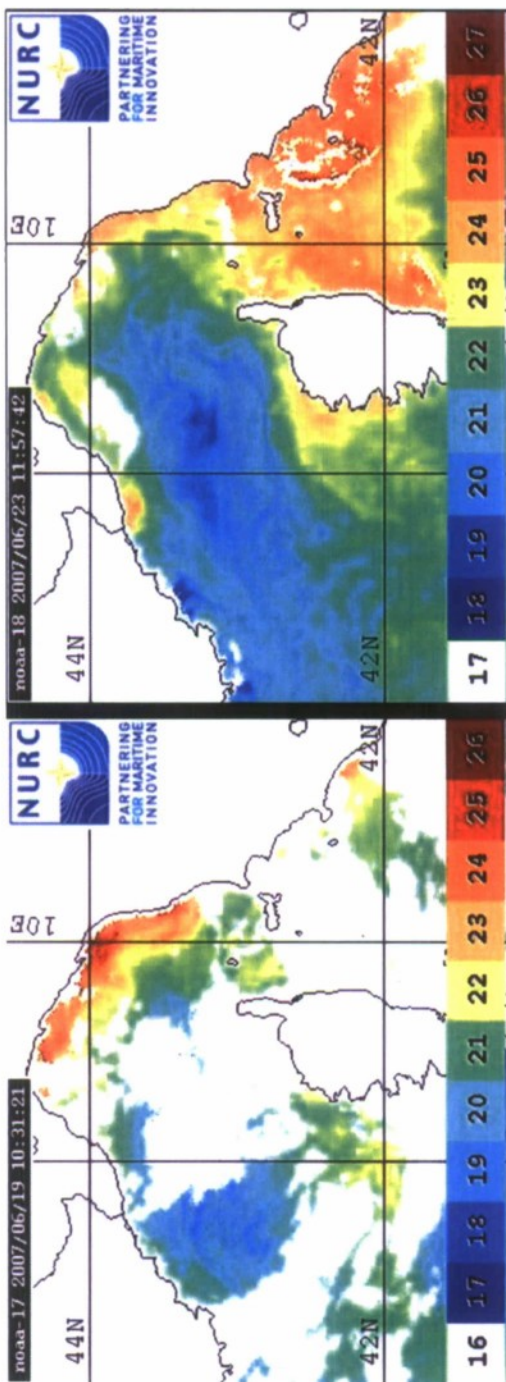 noaa-18 2007/06/23 11:57:42
NURC
PARTNERING
FOR MARITIME
INNOVATION
10E
44N
42N
42N
17 18 19 20 21 22 23 24 25 26 27
noaa-17 2007/06/19 10:31:21
NURC
PARTNERING
FOR MARITIME
INNOVATION
10E
44N
42N
42N
16 17 18 19 20 21 22 23 24 25 26